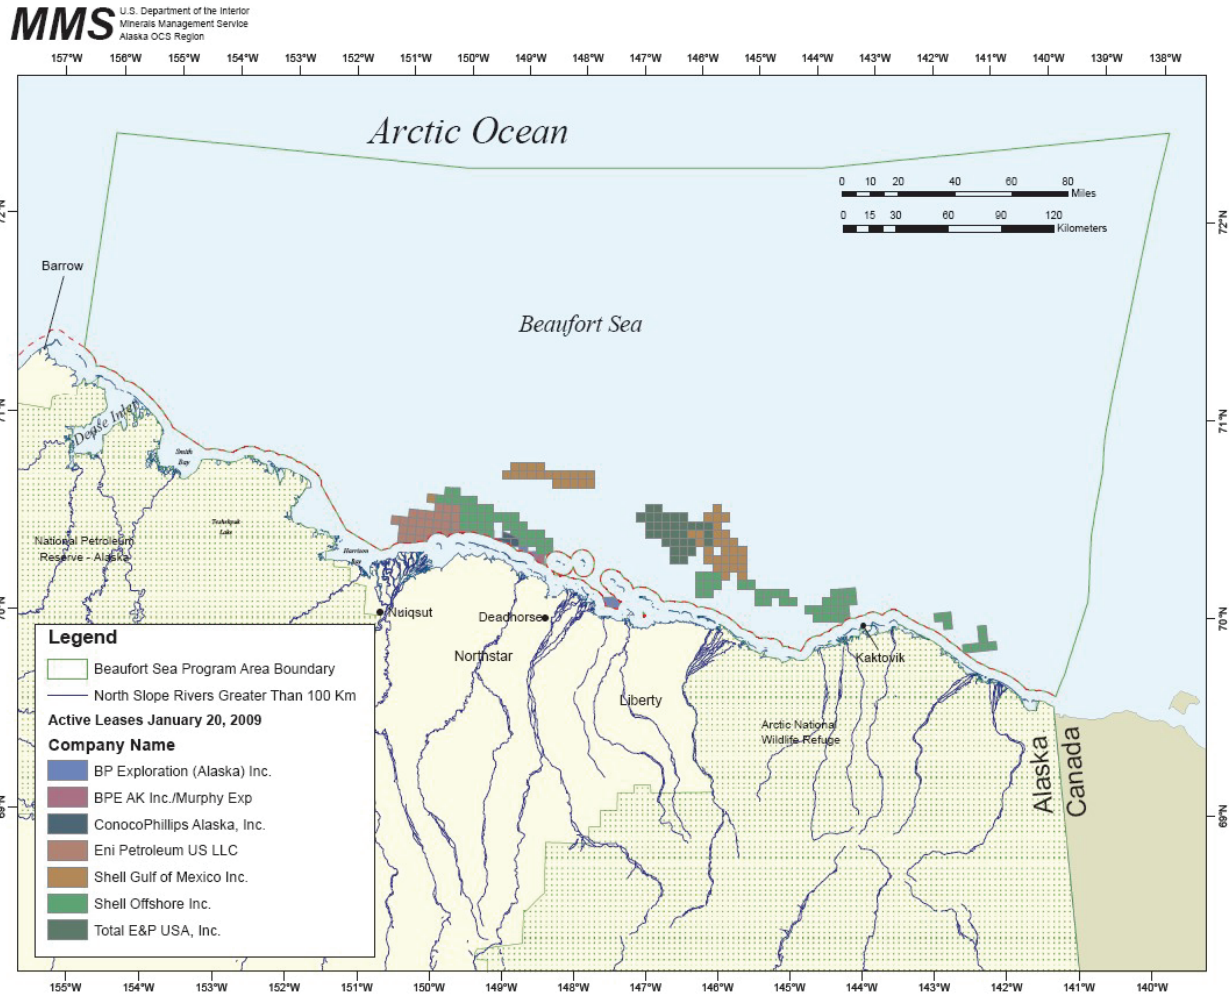 MMS
U.S. Department of the Interior
Minerals Management Service
Alaska OCS Region
157°W 156°W 155°W 154°W 153°W 152°W 151°W 150°W 149°W 148°W 147°W 146°W 145°W 144°W 143°W 142°W 141°W 140°W 139°W 138°W
Arctic Ocean
0 10 20 40 60 80
Miles
0 15 30 60 90 120
Kilometers
72°N
72°N
Barrow
Beaufort Sea
71°N
71°N
Dease Inlet
Smith
Bay
Teshekpuk
Lake
National Petroleum
Reserve - Alaska
Harrison
Bay
70°N
70°N
Nuiqsut
Deadhorse
Northstar
Kaktovik
Liberty
Arctic National
Wildlife Refuge
Alaska
Canada
69°N
69°N
Legend
Beaufort Sea Program Area Boundary
North Slope Rivers Greater Than 100 Km
Active Leases January 20, 2009
Company Name
BP Exploration (Alaska) Inc.
BPE AK Inc./Murphy Exp
ConocoPhillips Alaska, Inc.
Eni Petroleum US LLC
Shell Gulf of Mexico Inc.
Shell Offshore Inc.
Total E&P USA, Inc.
155°W 154°W 153°W 152°W 151°W 150°W 149°W 148°W 147°W 146°W 145°W 144°W 143°W 142°W 141°W 140°W